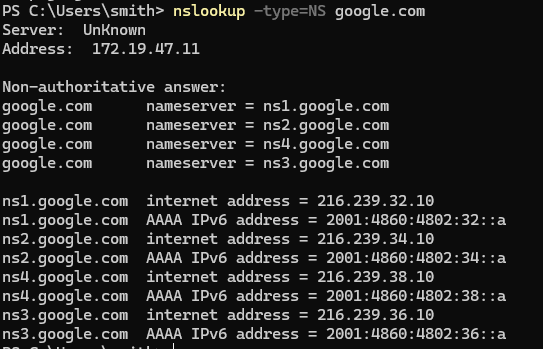 PS C:\Users\smith> nslookup -type=NS google.com
Server:  UnKnown
Address:  172.19.47.11

Non-authoritative answer:
google.com      nameserver = ns1.google.com
google.com      nameserver = ns2.google.com
google.com      nameserver = ns4.google.com
google.com      nameserver = ns3.google.com

ns1.google.com  internet address = 216.239.32.10
ns1.google.com  AAAA IPv6 address = 2001:4860:4802:32::a
ns2.google.com  internet address = 216.239.34.10
ns2.google.com  AAAA IPv6 address = 2001:4860:4802:34::a
ns4.google.com  internet address = 216.239.38.10
ns4.google.com  AAAA IPv6 address = 2001:4860:4802:38::a
ns3.google.com  internet address = 216.239.36.10
ns3.google.com  AAAA IPv6 address = 2001:4860:4802:36::a
PS C:\Users\smith>